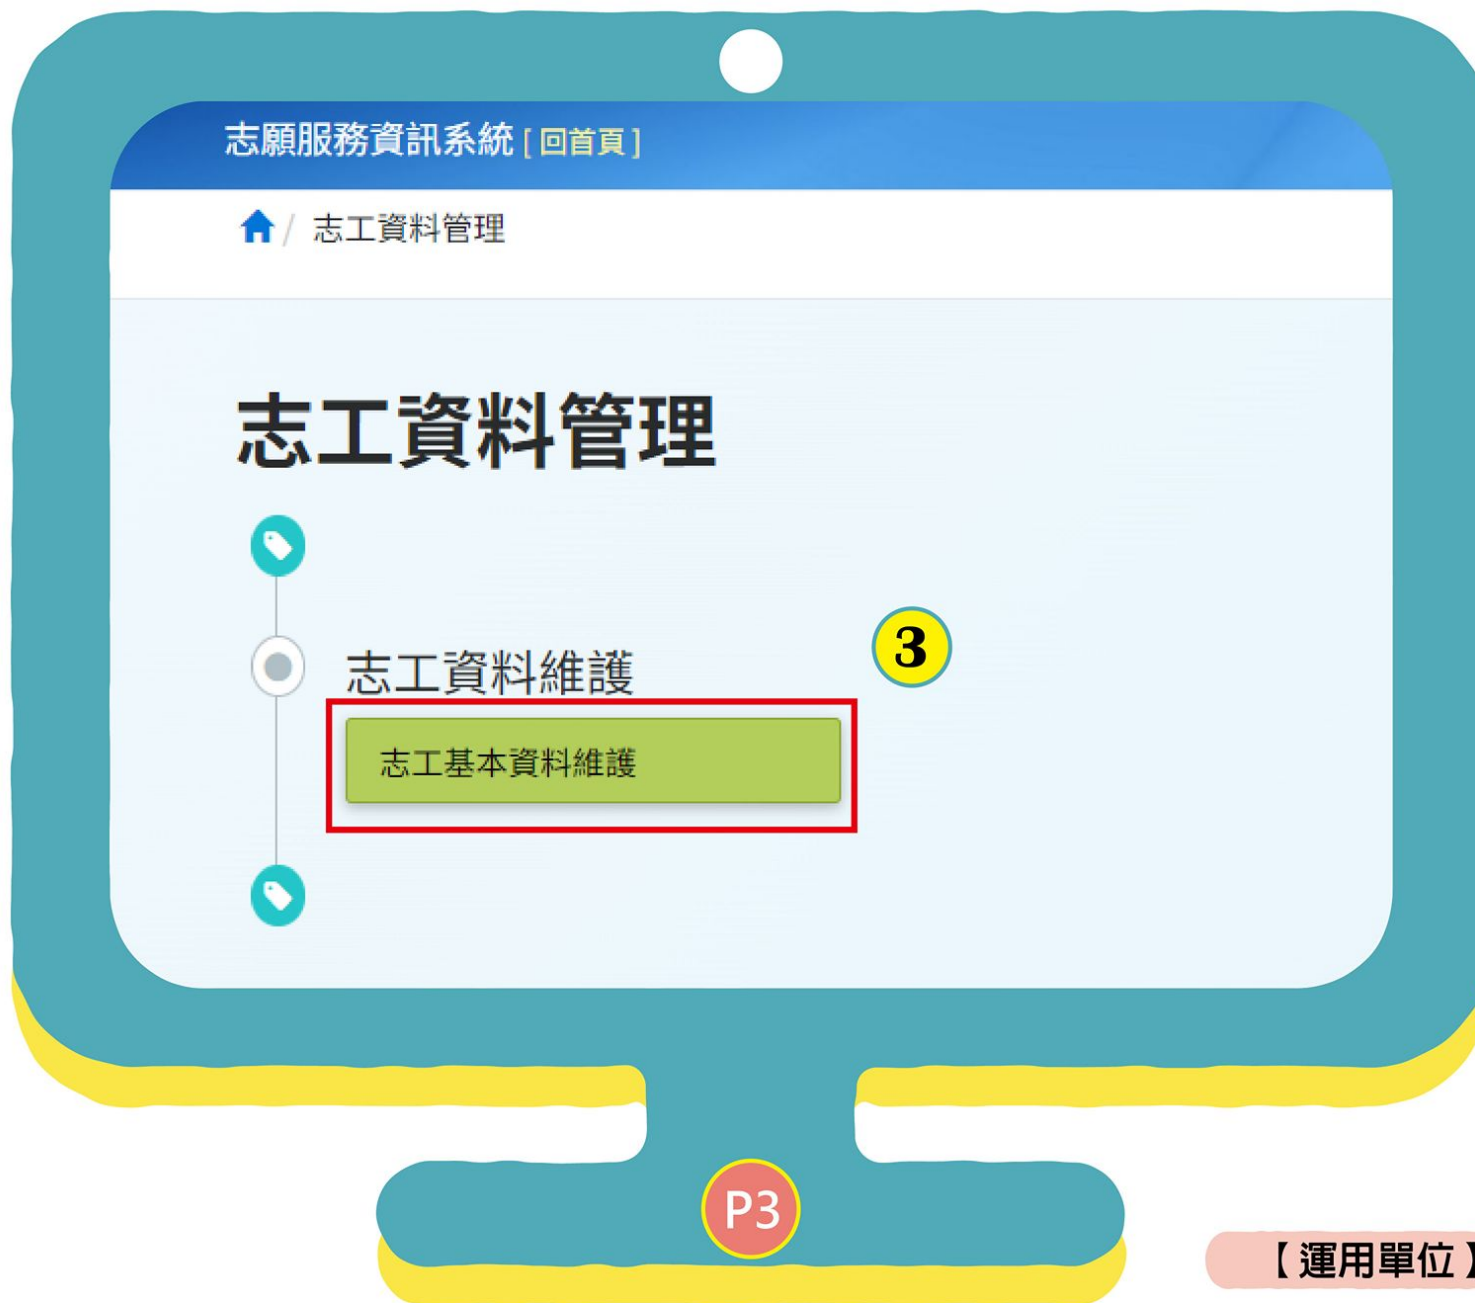 志願服務資訊系統 [ 回首頁 ]
/ 志工資料管理
志工資料管理
志工資料維護
3
志工基本資料維護
P3
【 運用單位 】